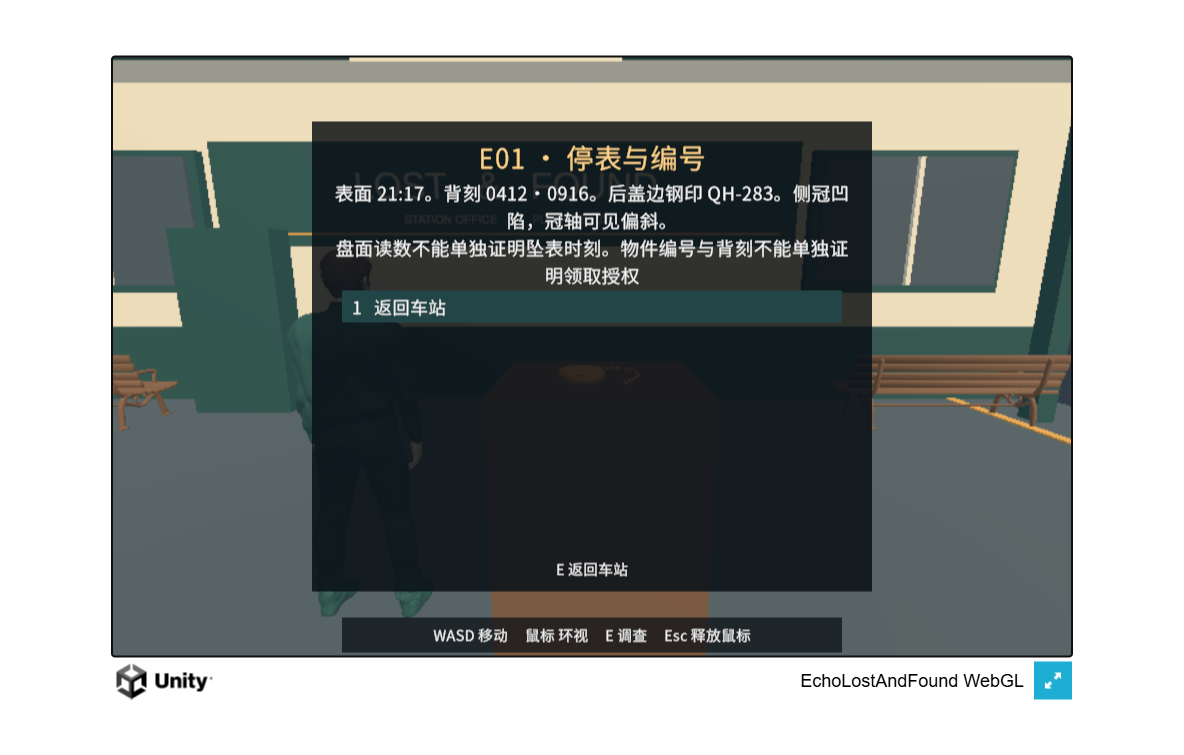 E01 · 停表与编号
LOST & FOUND
表面 21:17。背刻 0412·0916。后盖边钢印 QH-283。侧冠凹
STATION OFFICE
陷，冠轴可见偏斜。
盘面读数不能单独证明坠表时刻。物件编号与背刻不能单独证
明领取授权
1 返回车站
E 返回车站
WASD 移动 鼠标 环视 E 调查 Esc 释放鼠标
Unity
EchoLostAndFound WebGL